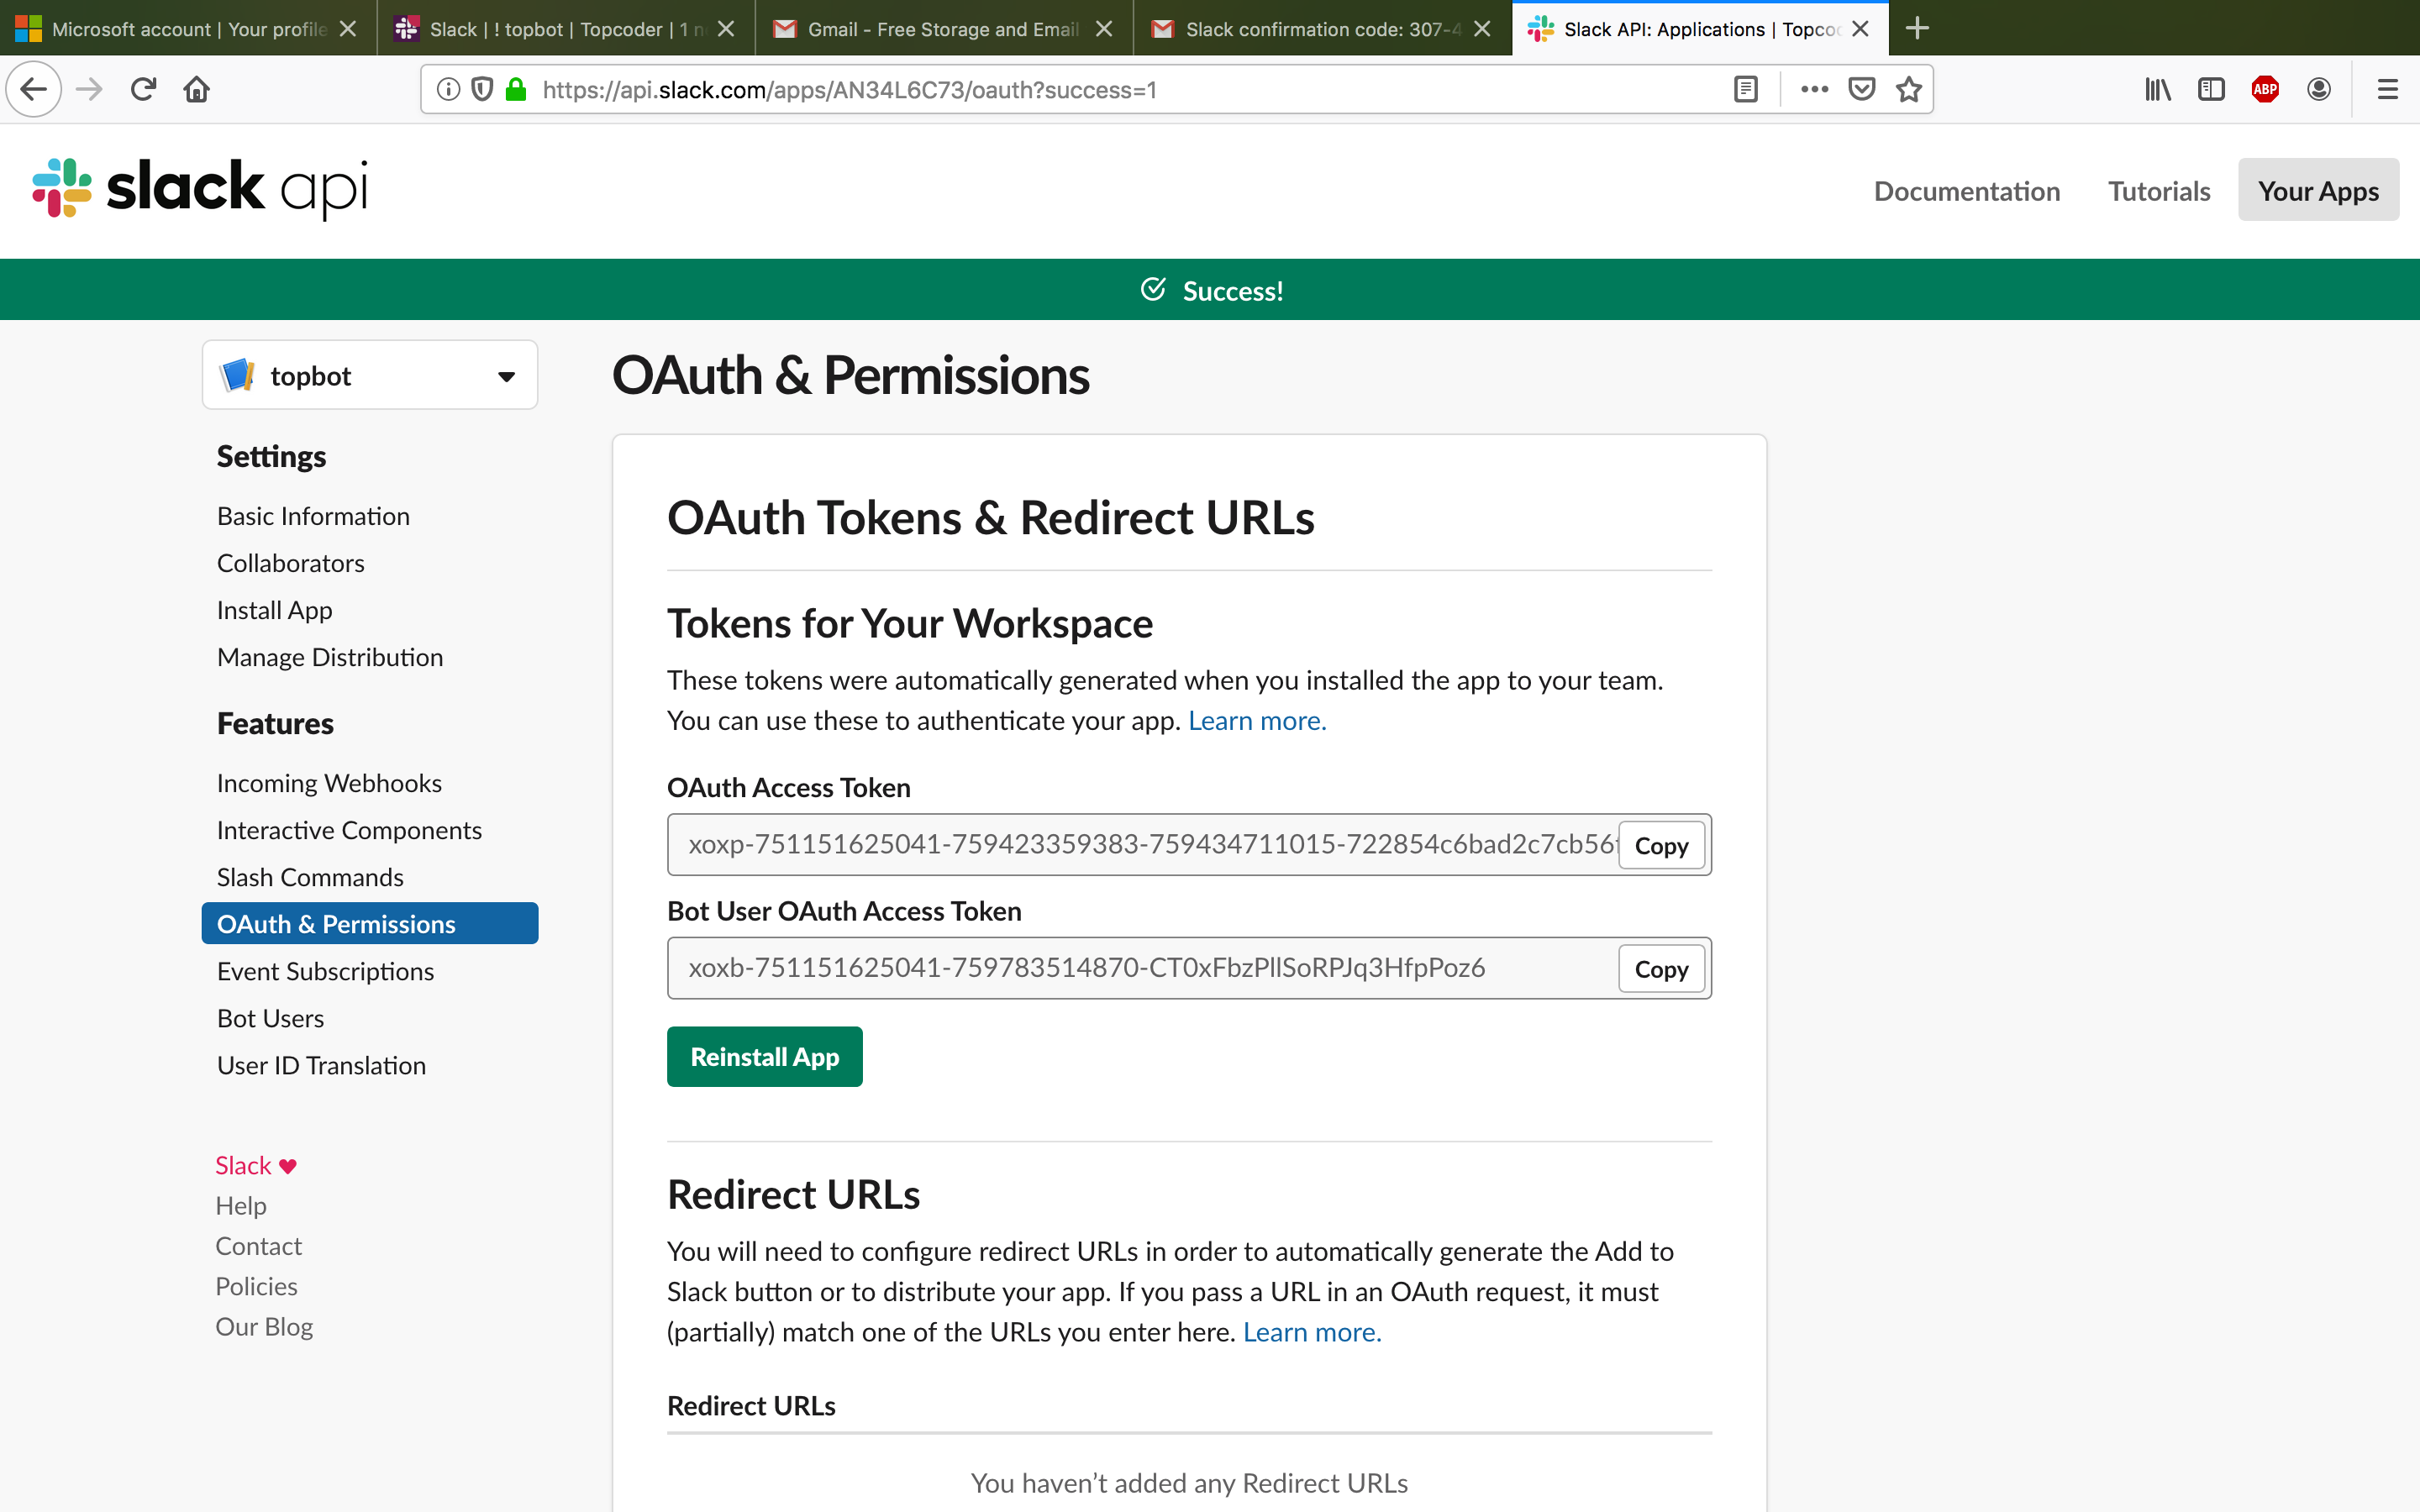 Microsoft account | Your profile
Slack | ! topbot | Topcoder | 1 n
Gmail - Free Storage and Email
Slack confirmation code: 307-4
Slack API: Applications | Topco
https://api.slack.com/apps/AN34L6C73/oauth?success=1
ABP
slack api
Documentation
Tutorials
Your Apps
Success!
topbot
Settings
Basic Information
Collaborators
Install App
Manage Distribution
Features
Incoming Webhooks
Interactive Components
Slash Commands
OAuth & Permissions
Event Subscriptions
Bot Users
User ID Translation
Slack
Help
Contact
Policies
Our Blog
OAuth & Permissions
OAuth Tokens & Redirect URLs
Tokens for Your Workspace
These tokens were automatically generated when you installed the app to your team.
You can use these to authenticate your app. Learn more.
OAuth Access Token
xoxp-751151625041-759423359383-759434711015-722854c6bad2c7cb56f
Copy
Bot User OAuth Access Token
xoxb-751151625041-759783514870-CT0xFbzPllSoRPJq3HfpPoz6
Copy
Reinstall App
Redirect URLs
You will need to configure redirect URLs in order to automatically generate the Add to
Slack button or to distribute your app. If you pass a URL in an OAuth request, it must
(partially) match one of the URLs you enter here. Learn more.
Redirect URLs
You haven’t added any Redirect URLs